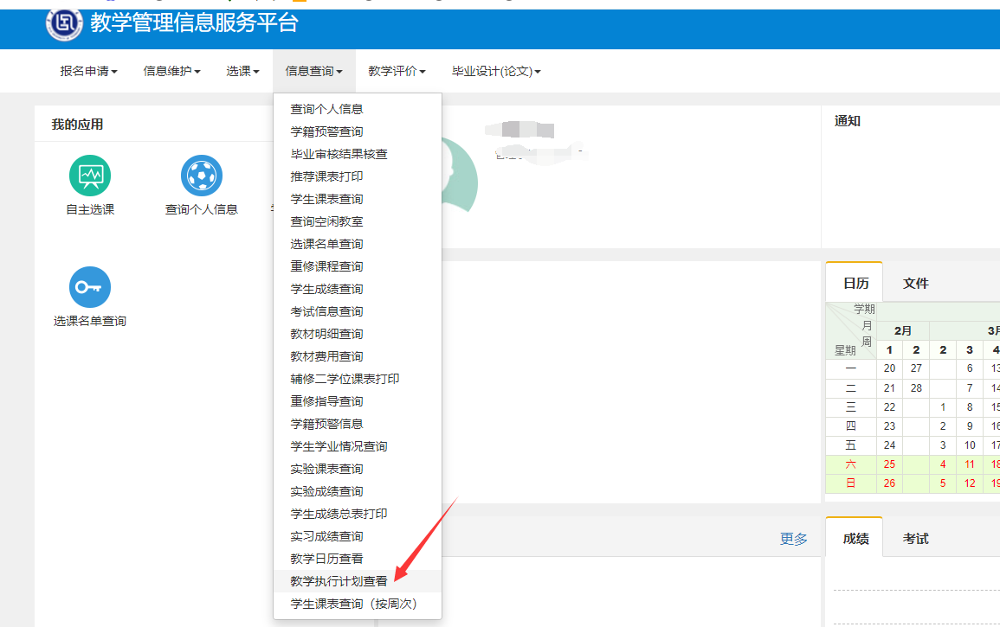 教学管理信息服务平台
报名申请 信息维护 选课 信息查询 教学评价 毕业设计(论文)
我的应用
自主选课
查询个人信息
选课名单查询
查询个人信息
学籍预警查询
毕业审核结果核查
推荐课表打印
学生课表查询
查询空闲教室
选课名单查询
重修课程查询
学生成绩查询
考试信息查询
教材明细查询
教材费用查询
辅修二学位课表打印
重修指导查询
学籍预警信息
学生学业情况查询
实验课表查询
实验成绩查询
学生成绩总表打印
实习成绩查询
教学日历查看
教学执行计划查看
学生课表查询（按周次）
更多
通知
日历 文件
学期
月
周
星期
2月 3月
1 2 2 3 4
一 20 27 6 13
二 21 28 7 14
三 22 1 8 15
四 23 2 9 16
五 24 3 10 17
六 25 4 11 18
日 26 5 12 19
成绩 考试